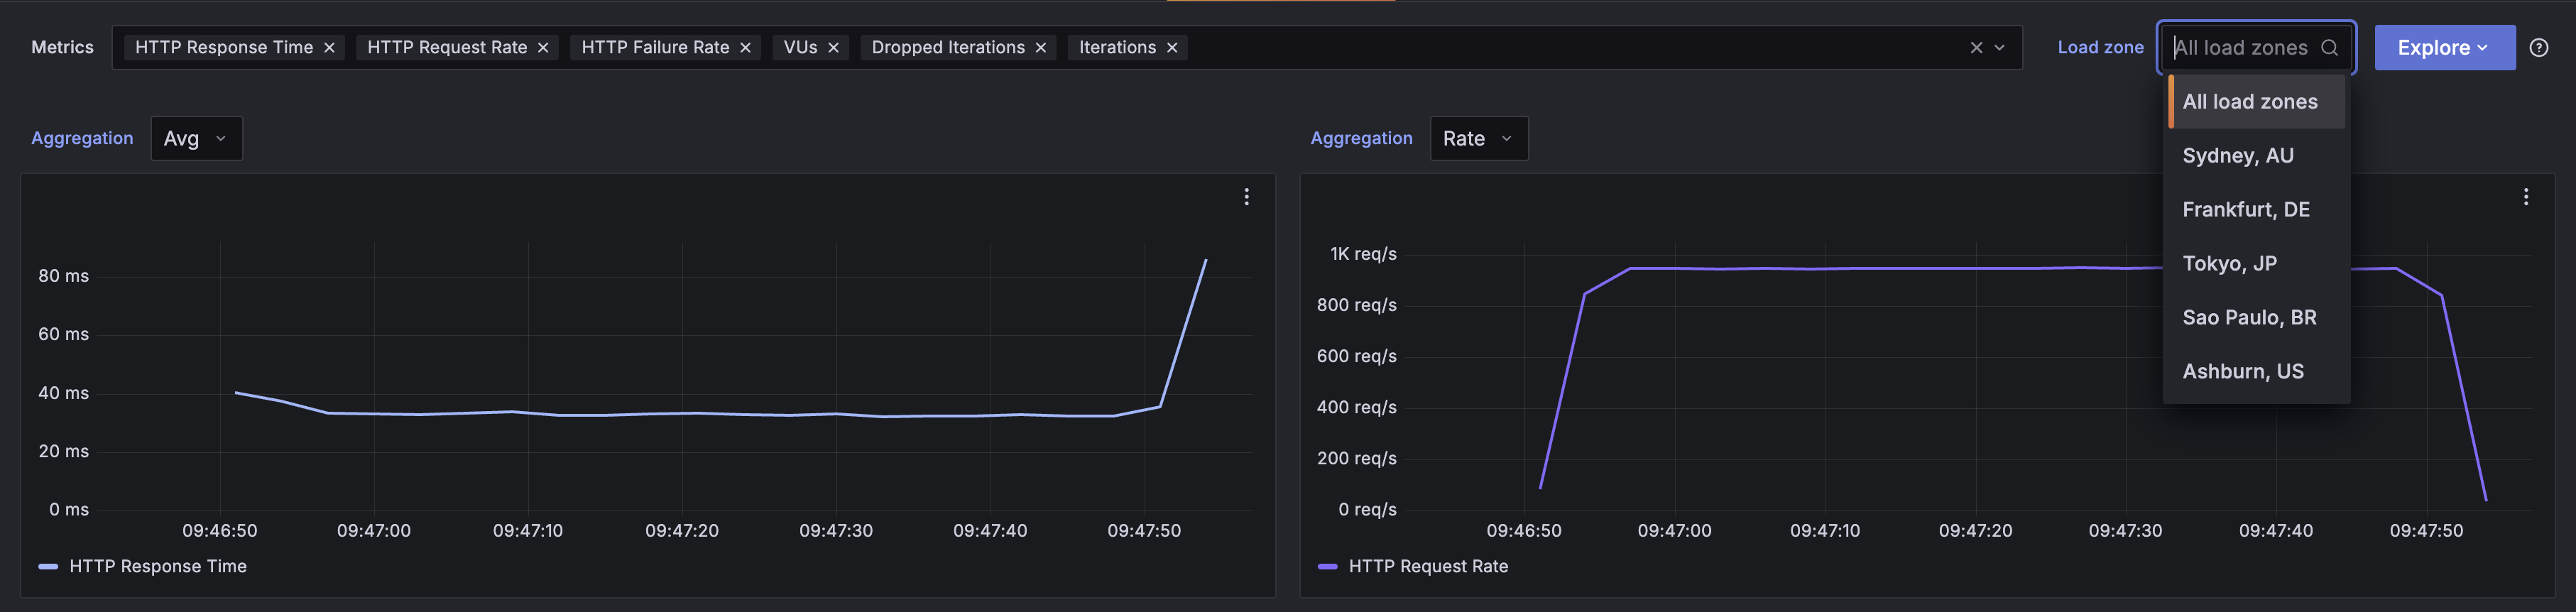 Metrics HTTP Response Time HTTP Request Rate HTTP Failure Rate VUs Dropped Iterations Iterations Load zone All load zones Explore ?
All load zones
Sydney, AU
Frankfurt, DE
Tokyo, JP
Sao Paulo, BR
Ashburn, US
Aggregation Avg
80 ms
60 ms
40 ms
20 ms
0 ms
09:46:50 09:47:00 09:47:10 09:47:20 09:47:30 09:47:40 09:47:50
HTTP Response Time
Aggregation Rate
1K req/s
800 req/s
600 req/s
400 req/s
200 req/s
0 req/s
09:46:50 09:47:00 09:47:10 09:47:20 09:47:30 09:47:40 09:47:50
HTTP Request Rate